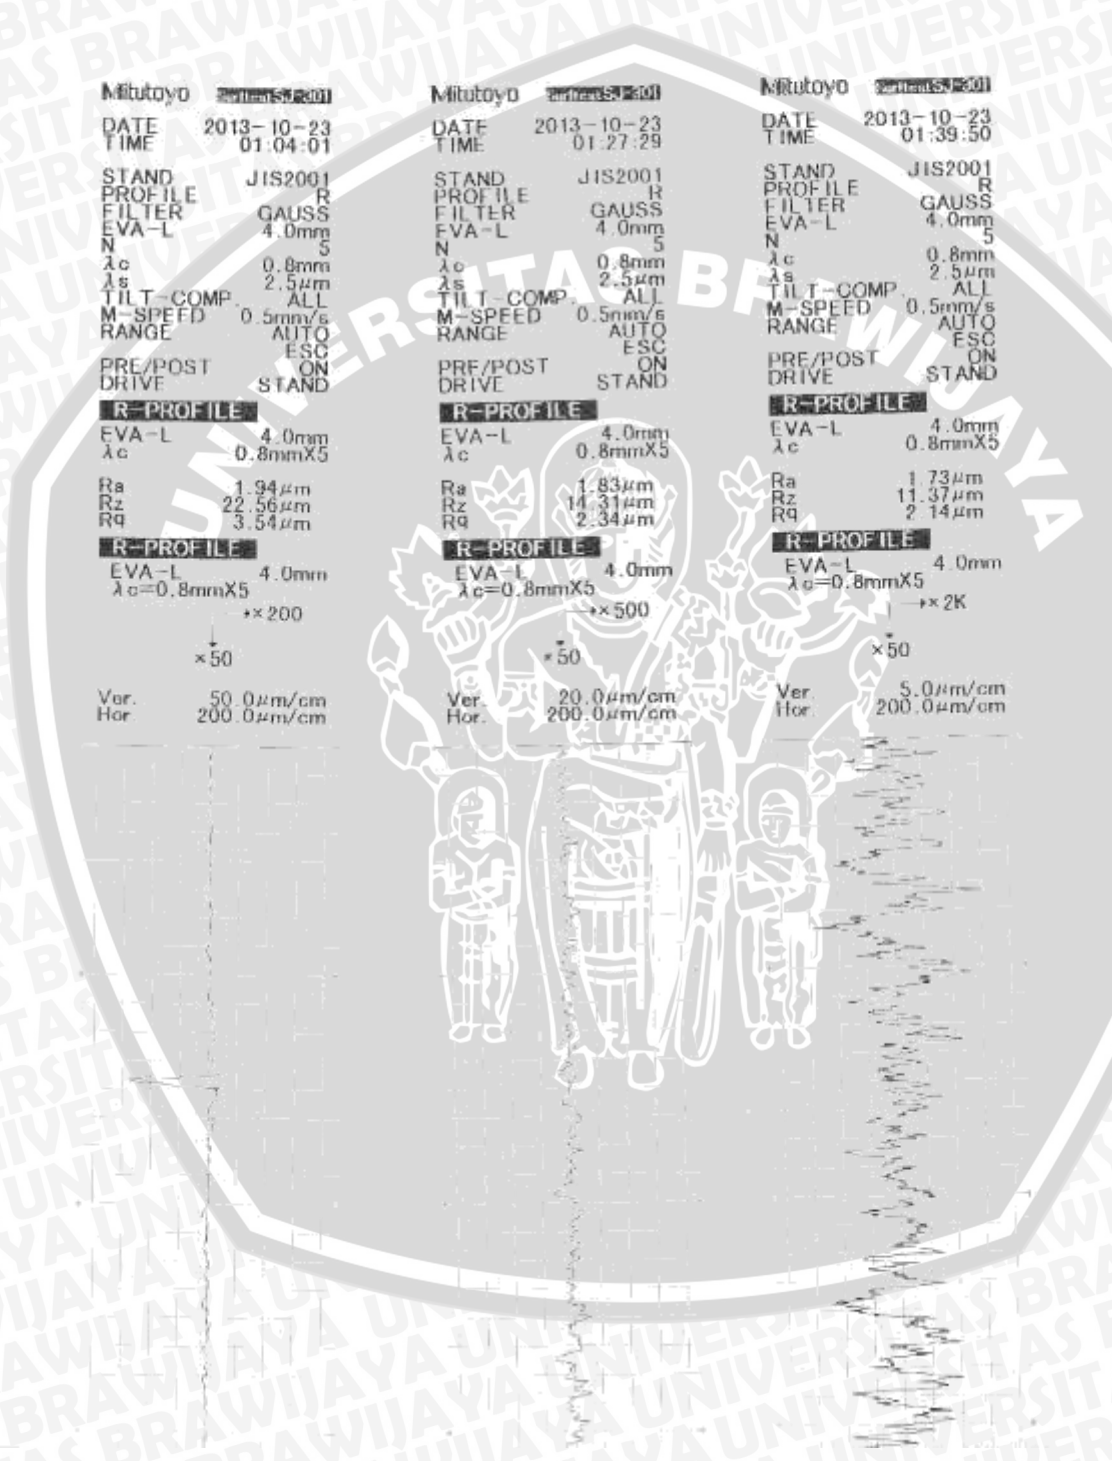 Mitutoyo SurftestSJ-301
DATE 2013-10-23
TIME 01:04:01
STAND JIS2001
PROFILE R
FILTER GAUSS
EVA-L 4.0mm
N 5
λc 0.8mm
λs 2.5μm
TILT-COMP. ALL
M-SPEED 0.5mm/s
RANGE AUTO
ESC
PRE/POST ON
DRIVE STAND
R-PROFILE
EVA-L 4.0mm
λc 0.8mmX5
Ra 1.94μm
Rz 22.56μm
Rq 3.54μm
R-PROFILE
EVA-L 4.0mm
λc=0.8mmX5
→×200
×50
Ver. 50.0μm/cm
Hor. 200.0μm/cm
Mitutoyo SurftestSJ-301
DATE 2013-10-23
TIME 01:27:29
STAND JIS2001
PROFILE R
FILTER GAUSS
EVA-L 4.0mm
N 5
λc 0.8mm
λs 2.5μm
TILT-COMP. ALL
M-SPEED 0.5mm/s
RANGE AUTO
ESC
PRE/POST ON
DRIVE STAND
R-PROFILE
EVA-L 4.0mm
λc 0.8mmX5
Ra 1.83μm
Rz 14.31μm
Rq 2.34μm
R-PROFILE
EVA-L 4.0mm
λc=0.8mmX5
→×500
×50
Ver. 20.0μm/cm
Hor. 200.0μm/cm
Mitutoyo SurftestSJ-301
DATE 2013-10-23
TIME 01:39:50
STAND JIS2001
PROFILE R
FILTER GAUSS
EVA-L 4.0mm
N 5
λc 0.8mm
λs 2.5μm
TILT-COMP. ALL
M-SPEED 0.5mm/s
RANGE AUTO
ESC
PRE/POST ON
DRIVE STAND
R-PROFILE
EVA-L 4.0mm
λc 0.8mmX5
Ra 1.73μm
Rz 11.37μm
Rq 2.14μm
R-PROFILE
EVA-L 4.0mm
λc=0.8mmX5
→×2K
×50
Ver. 5.0μm/cm
Hor. 200.0μm/cm
UNIVERSITAS BRAWIJAYA